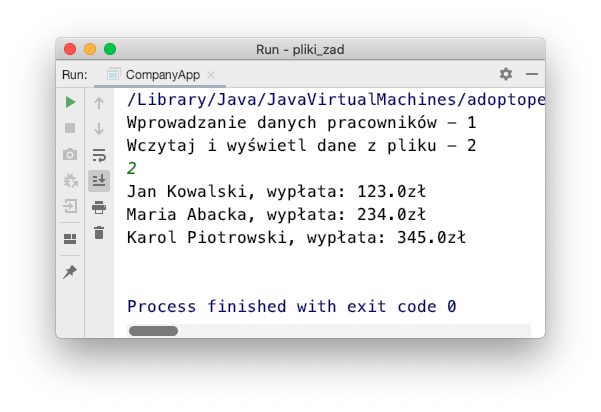 Run - pliki_zad
Run: CompanyApp
/Library/Java/JavaVirtualMachines/adoptope
Wprowadzanie danych pracowników – 1
Wczytaj i wyświetl dane z pliku – 2
2
Jan Kowalski, wypłata: 123.0zł
Maria Abacka, wypłata: 234.0zł
Karol Piotrowski, wypłata: 345.0zł
Process finished with exit code 0